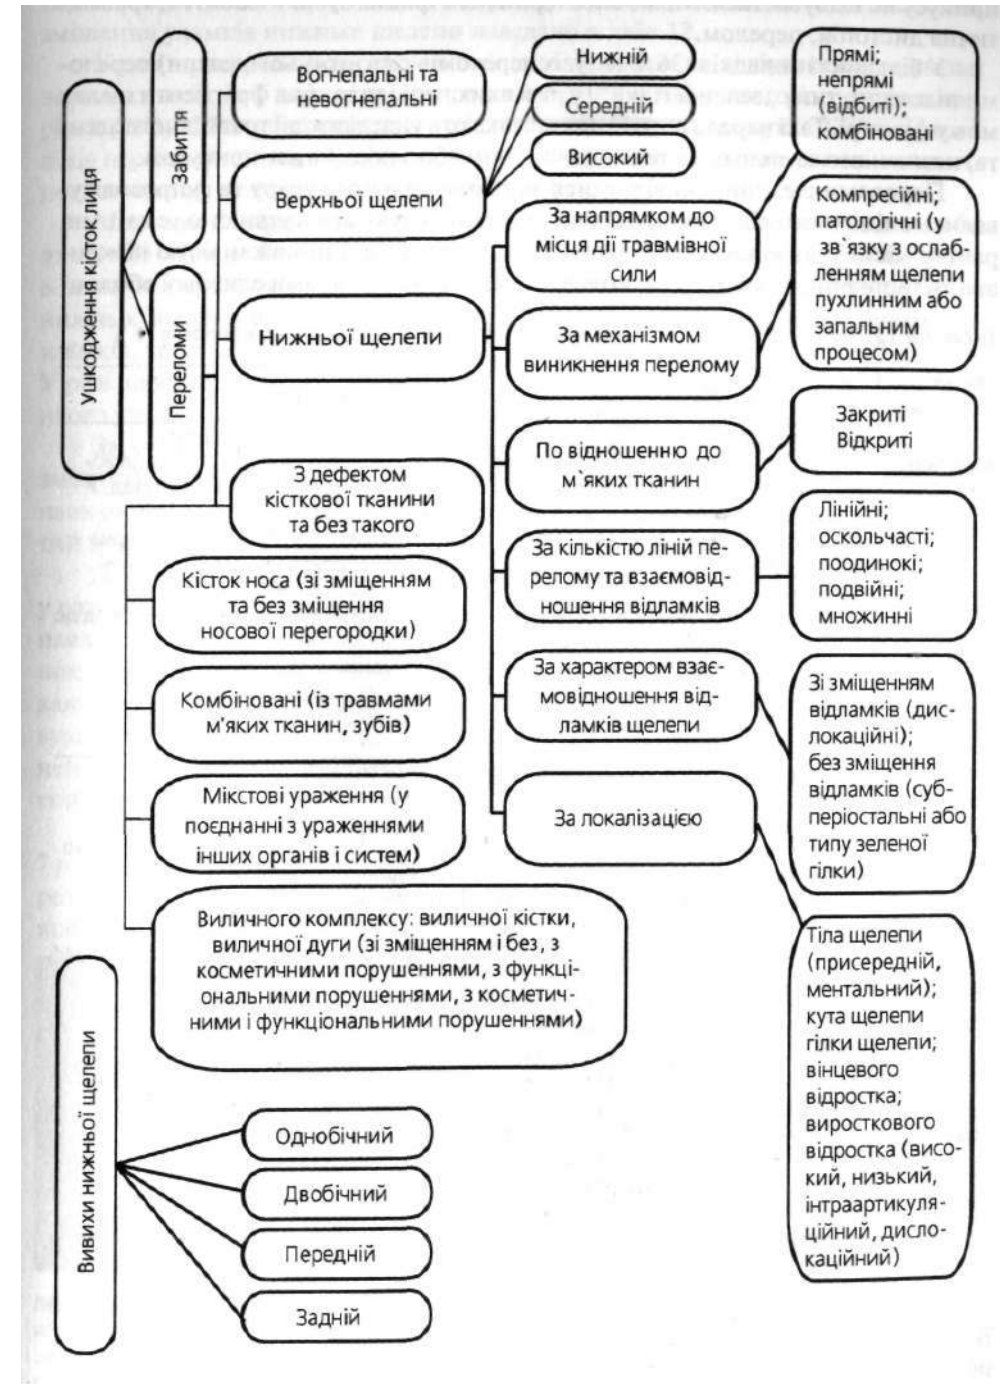 Ушкодження кісток лиця
Забиття
Переломи
Вогнепальні та
невогнепальні
Верхньої щелепи
Нижній
Середній
Високий
Нижньої щелепи
З дефектом
кісткової тканини
та без такого
Кісток носа (зі зміщенням
та без зміщення
носової перегородки)
Комбіновані (із травмами
м'яких тканин, зубів)
Мікстові ураження (у
поєднанні з ураженнями
інших органів і систем)
Виличного комплексу: виличної кістки,
виличної дуги (зі зміщенням і без, з
косметичними порушеннями, з функці-
ональними порушеннями, з косметич-
ними і функціональними порушеннями)
За напрямком до
місця дії травмівної
сили
Прямі;
непрямі
(відбиті);
комбіновані
За механізмом
виникнення перелому
Компресійні;
патологічні (у
зв`язку з ослаб-
ленням щелепи
пухлинним або
запальним
процесом)
По відношенню до
м`яких тканин
Закриті
Відкриті
За кількістю ліній пе-
релому та взаємовід-
ношення відламків
Лінійні;
оскольчасті;
поодинокі;
подвійні;
множинні
За характером взає-
мовідношення від-
ламків щелепи
Зі зміщенням
відламків (дис-
локаційні);
без зміщення
відламків (суб-
періостальні або
типу зеленої
гілки)
За локалізацією
Тіла щелепи
(присередній,
ментальний);
кута щелепи
гілки щелепи;
вінцевого
відростка;
виросткового
відростка (висо-
кий, низький,
інтраартикуля-
ційний, дисло-
каційний)
Вивихи нижньої щелепи
Однобічний
Двобічний
Передній
Задній